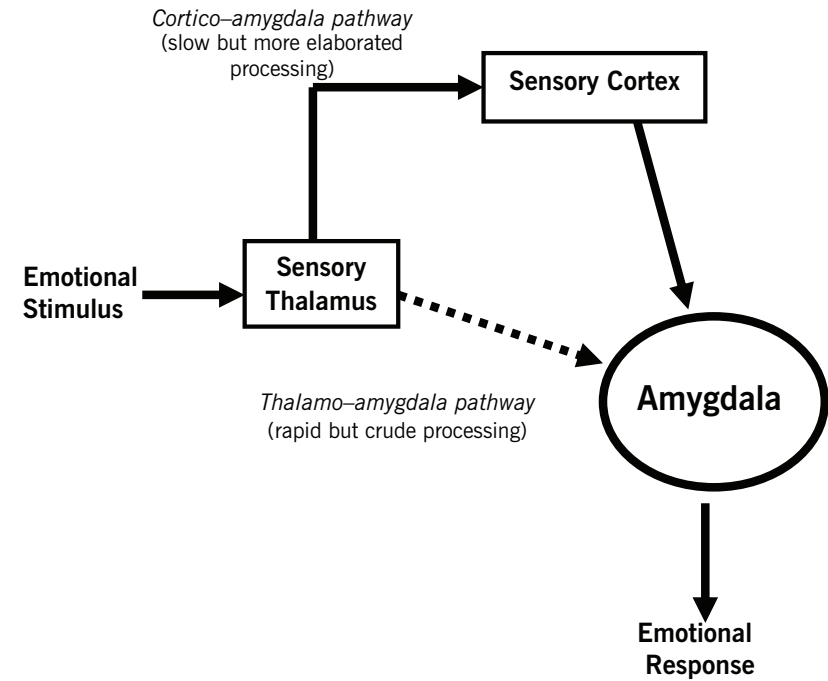 Cortico–amygdala pathway
(slow but more elaborated
processing)
Sensory Cortex
Emotional
Stimulus
Sensory
Thalamus
Thalamo–amygdala pathway
(rapid but crude processing)
Amygdala
Emotional
Response